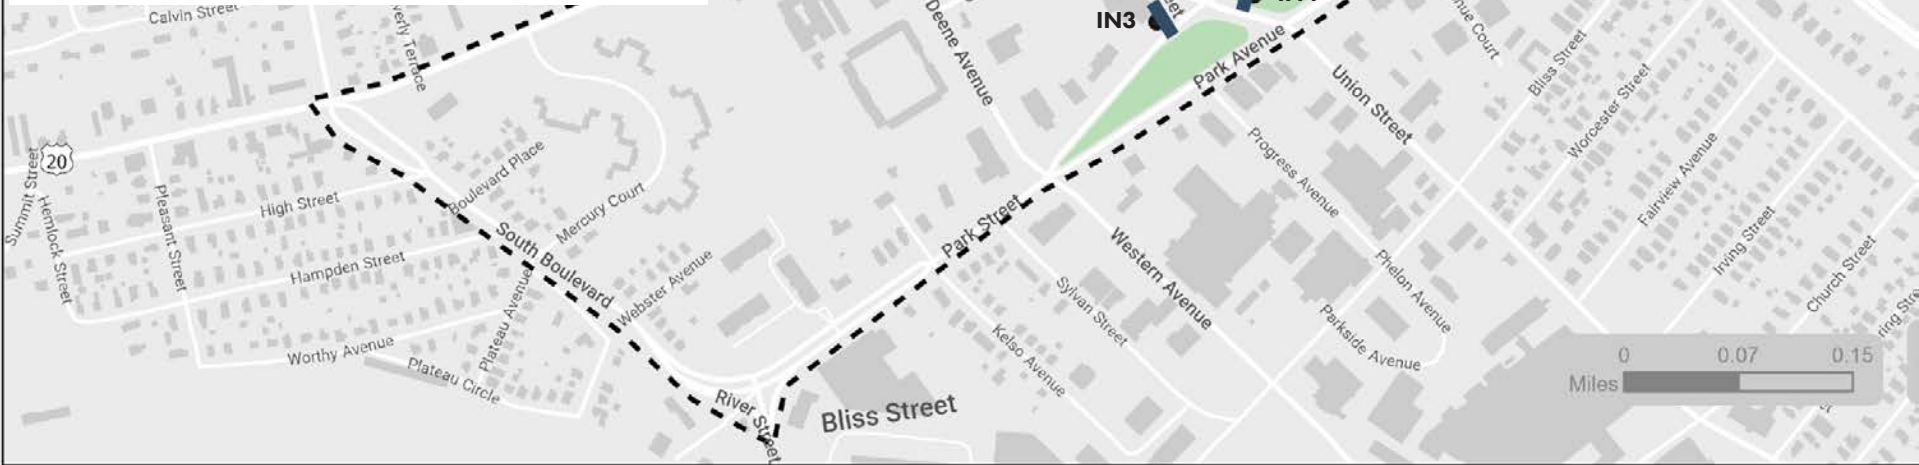 Calvin Street
Deene Avenue
IN3
Park Avenue
Union Street
Bliss Street
Worcester Street
20
Summit Street
Hemlock Street
Pleasant Street
High Street
Boulevard Place
Mercury Court
Hampden Street
South Boulevard
Webster Avenue
Park Street
Progress Avenue
Fairview Avenue
Irving Street
Church Street
Western Avenue
Phelon Avenue
Sylvan Street
Kelso Avenue
Parkside Avenue
Worthy Avenue
Plateau Avenue
Plateau Circle
River Street
Bliss Street
0 0.07 0.15
Miles